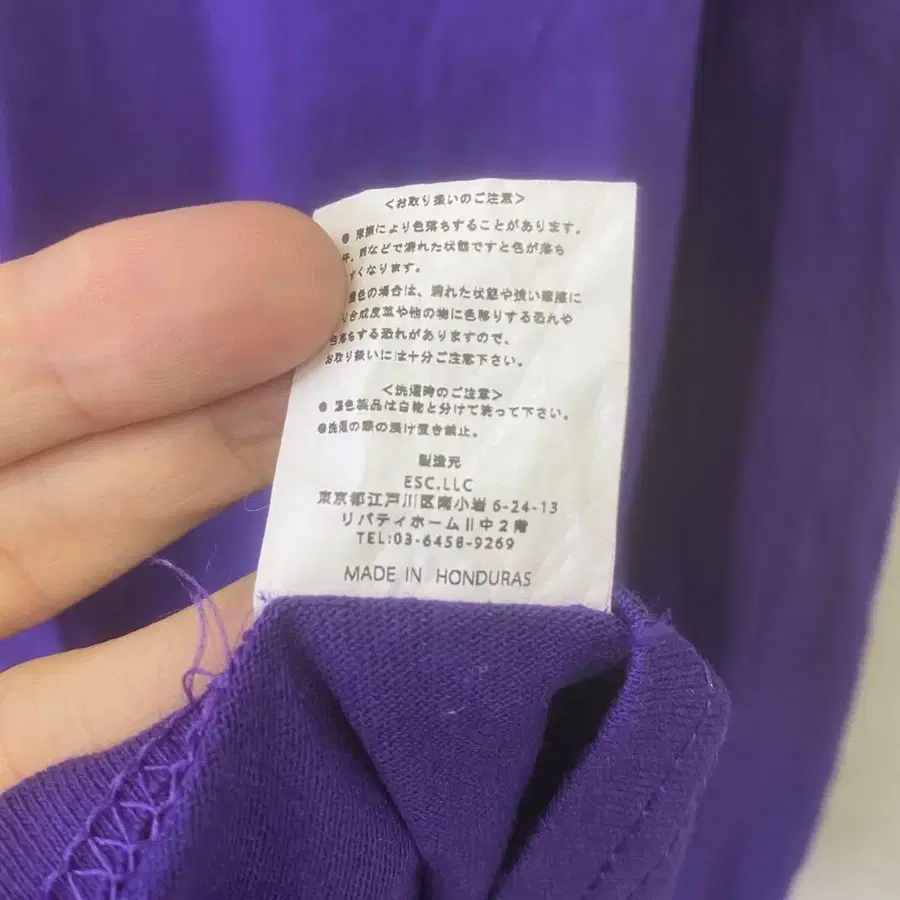 ＜お取り扱いのご注意＞
● 摩擦により色落ちすることがあります。
汗、雨などで濡れた状態ですと色が落ち
すくなります。
色の場合は、濡れた状態や強い摩擦に
り合成皮革や他の物に色移りする恐れや
色落ちする恐れがありますので、
お取り扱いには十分ご注意下さい。
＜洗濯時のご注意＞
● 濃色製品は白物と分けて洗って下さい。
●洗濯の際の漬け置き禁止。
製造元
ESC.LLC
東京都江戸川区南小岩 6-24-13
リバティホームⅡ中２階
TEL:03-6458-9269
MADE IN HONDURAS